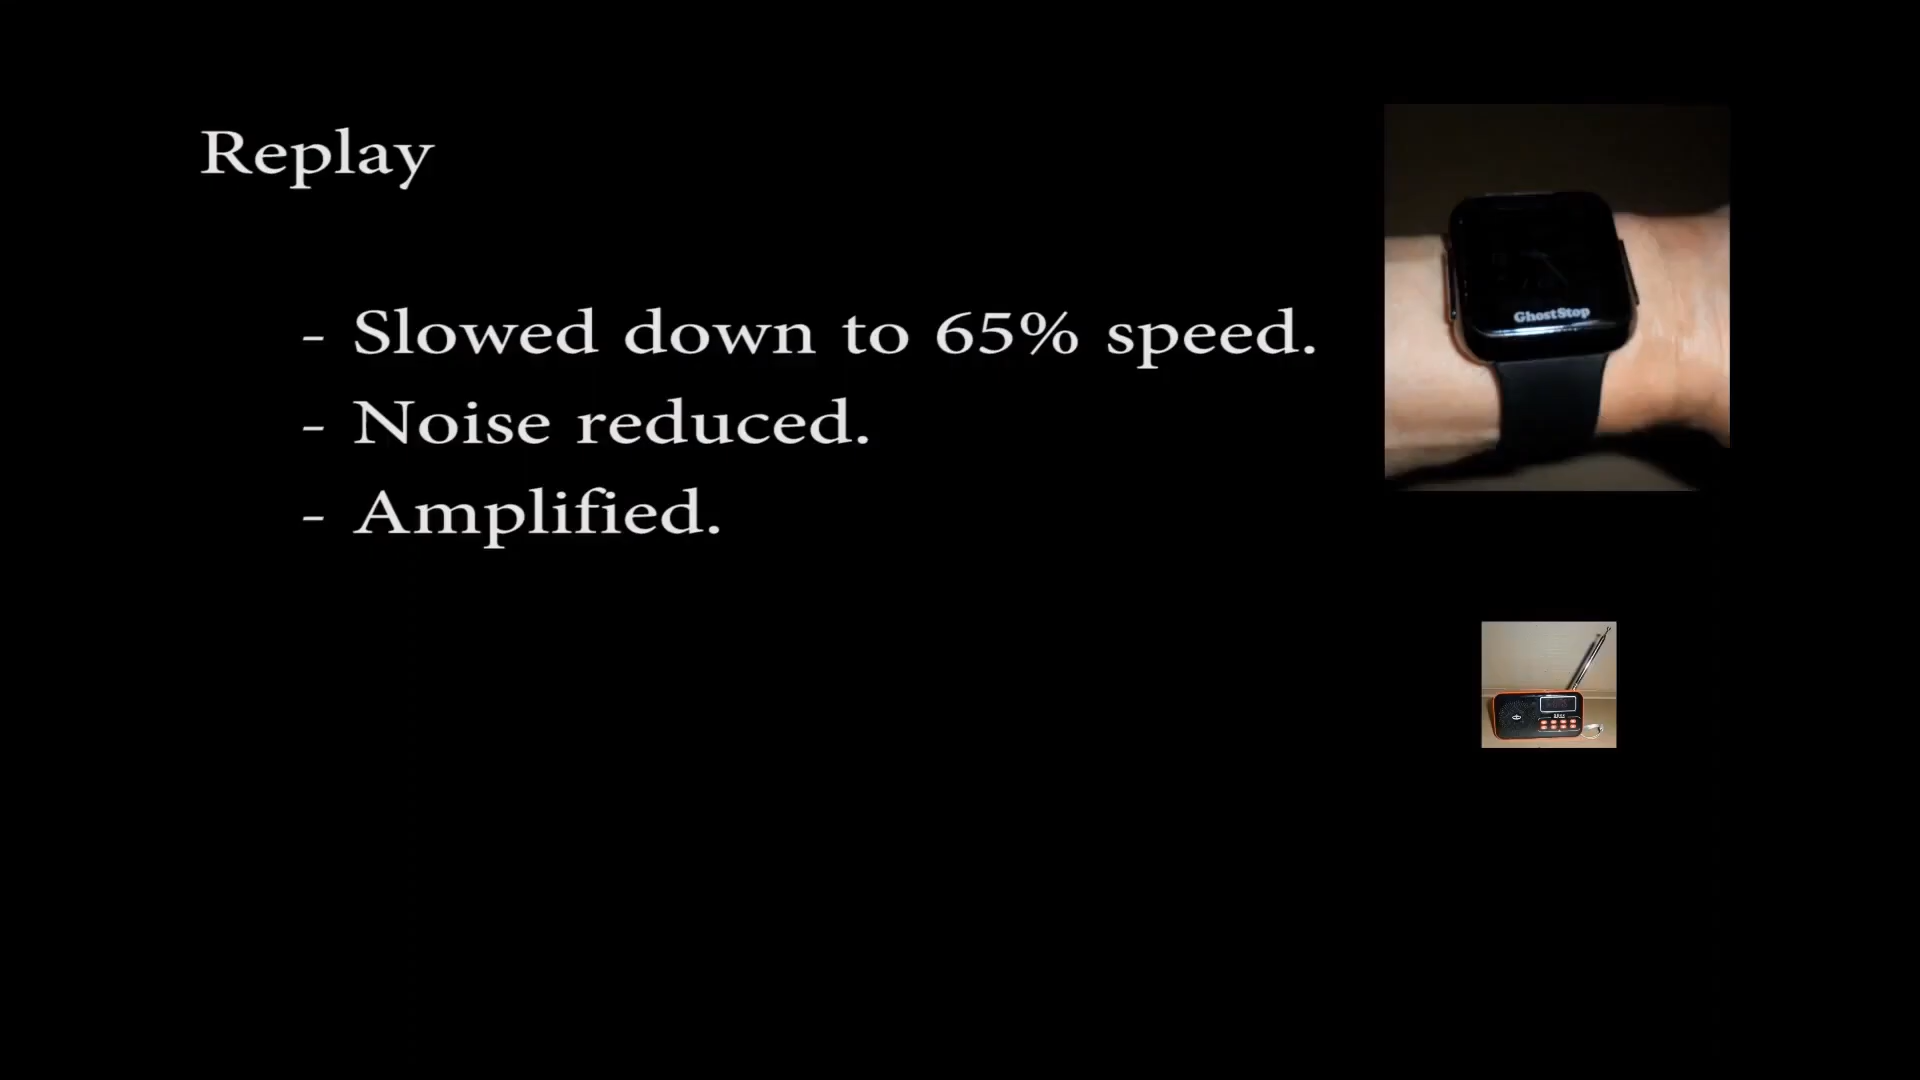 Replay
- Slowed down to 65% speed.
- Noise reduced.
- Amplified.
GhostStop